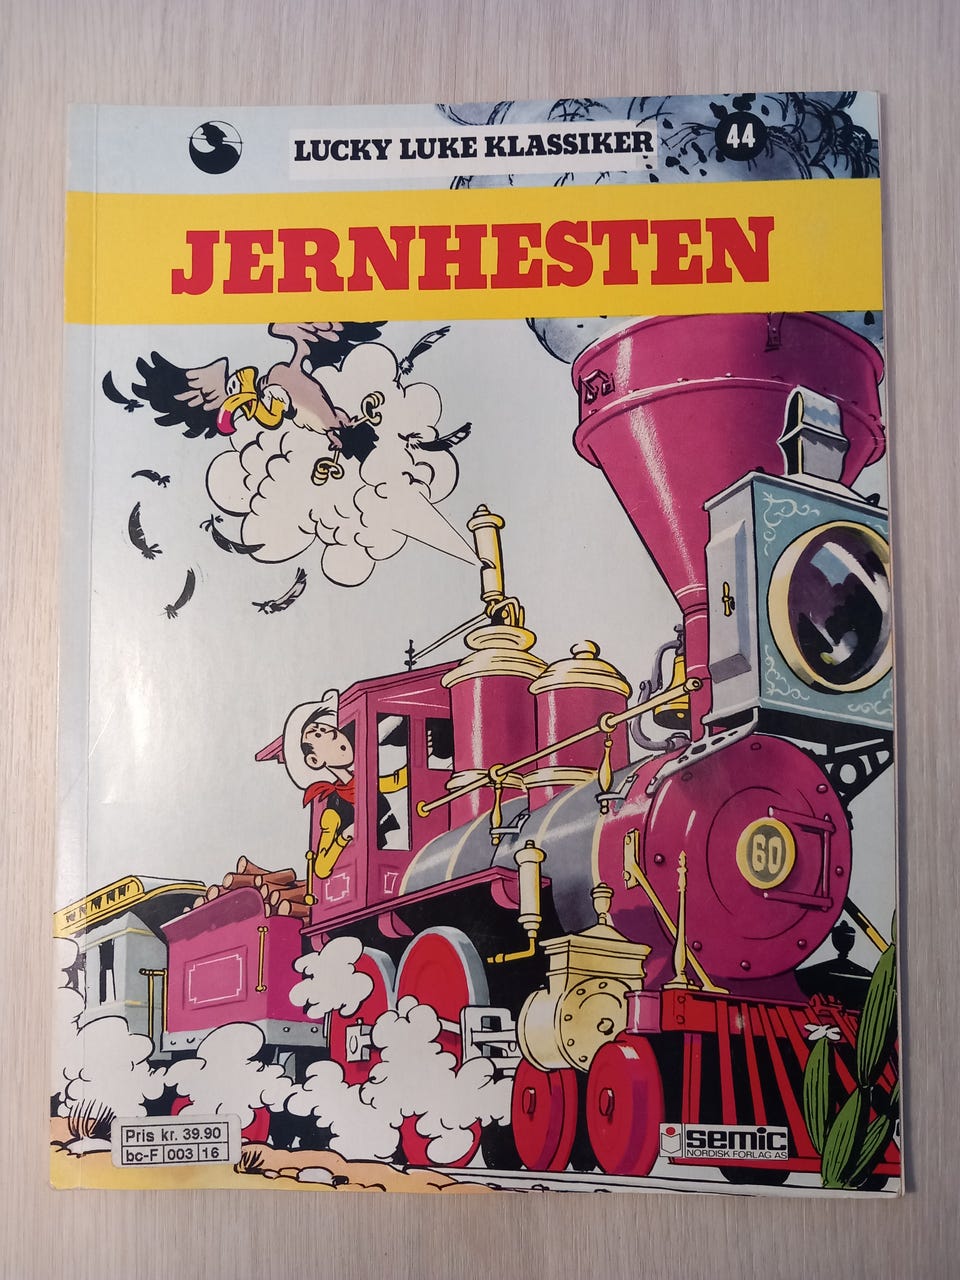 LUCKY LUKE KLASSIKER 44
JERNHESTEN
60
Pris kr. 39.90
bc-F 003 16
semic
NORDISK FORLAG AS